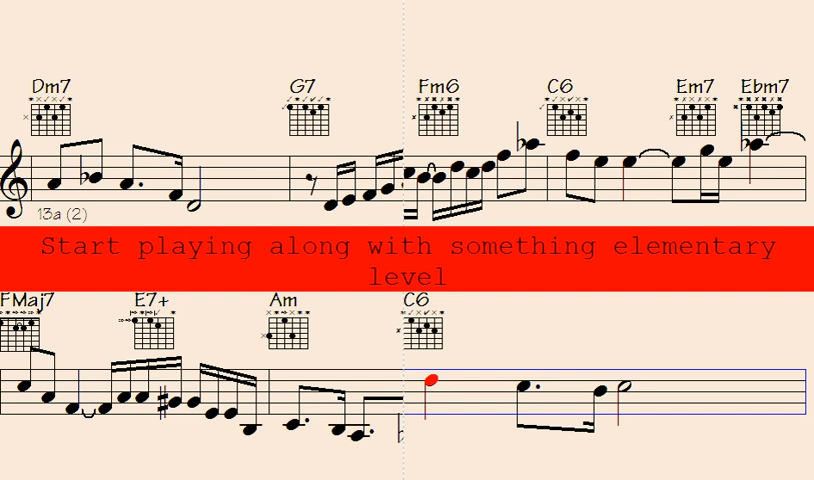 Dm7 G7 Fm6 C6 Em7 Ebm7
13a (2)
Start playing along with something elementary
level
FMaj7 E7+ Am C6